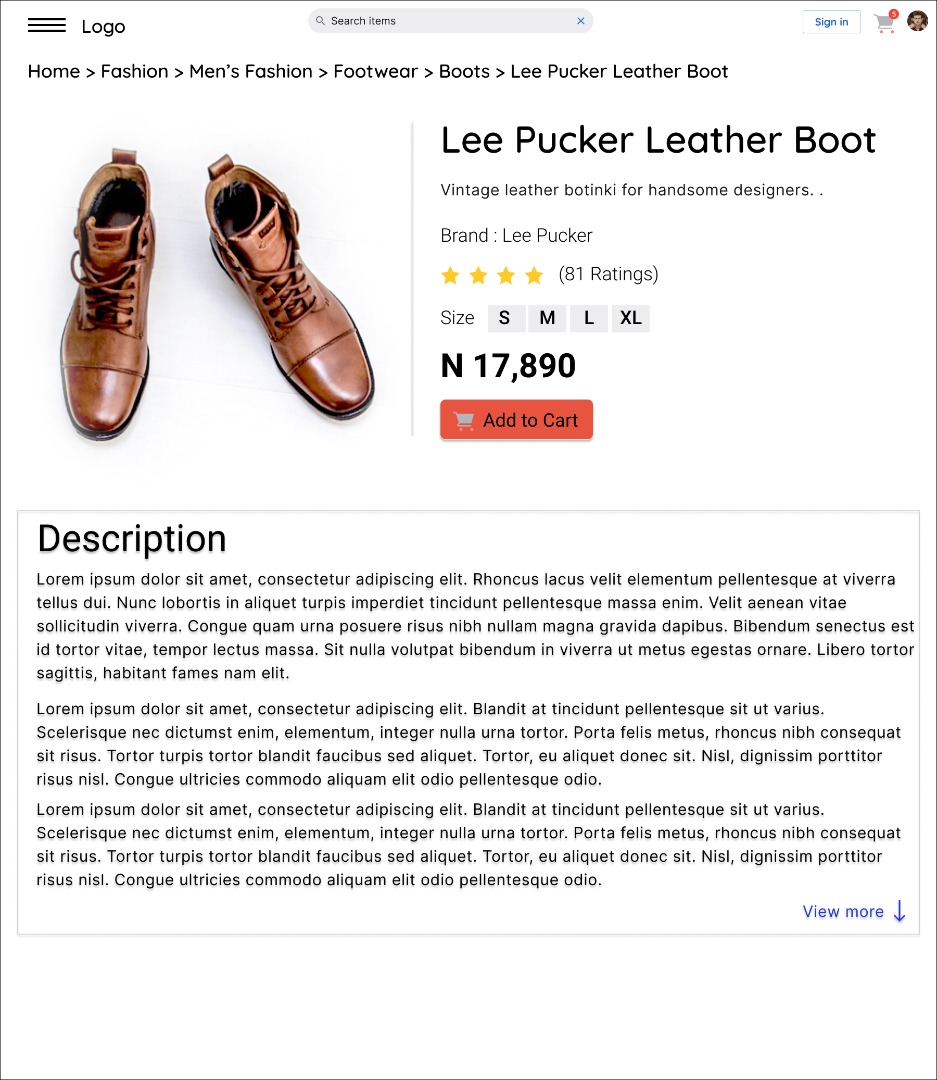 Logo
Search items
Sign in
5
Home > Fashion > Men’s Fashion > Footwear > Boots > Lee Pucker Leather Boot
Lee Pucker Leather Boot
Vintage leather botinki for handsome designers. .
Brand : Lee Pucker
(81 Ratings)
Size S M L XL
N 17,890
Add to Cart
Description
Lorem ipsum dolor sit amet, consectetur adipiscing elit. Rhoncus lacus velit elementum pellentesque at viverra
tellus dui. Nunc lobortis in aliquet turpis imperdiet tincidunt pellentesque massa enim. Velit aenean vitae
sollicitudin viverra. Congue quam urna posuere risus nibh nullam magna gravida dapibus. Bibendum senectus est
id tortor vitae, tempor lectus massa. Sit nulla volutpat bibendum in viverra ut metus egestas ornare. Libero tortor
sagittis, habitant fames nam elit.
Lorem ipsum dolor sit amet, consectetur adipiscing elit. Blandit at tincidunt pellentesque sit ut varius.
Scelerisque nec dictumst enim, elementum, integer nulla urna tortor. Porta felis metus, rhoncus nibh consequat
sit risus. Tortor turpis tortor blandit faucibus sed aliquet. Tortor, eu aliquet donec sit. Nisl, dignissim porttitor
risus nisl. Congue ultricies commodo aliquam elit odio pellentesque odio.
Lorem ipsum dolor sit amet, consectetur adipiscing elit. Blandit at tincidunt pellentesque sit ut varius.
Scelerisque nec dictumst enim, elementum, integer nulla urna tortor. Porta felis metus, rhoncus nibh consequat
sit risus. Tortor turpis tortor blandit faucibus sed aliquet. Tortor, eu aliquet donec sit. Nisl, dignissim porttitor
risus nisl. Congue ultricies commodo aliquam elit odio pellentesque odio.
View more